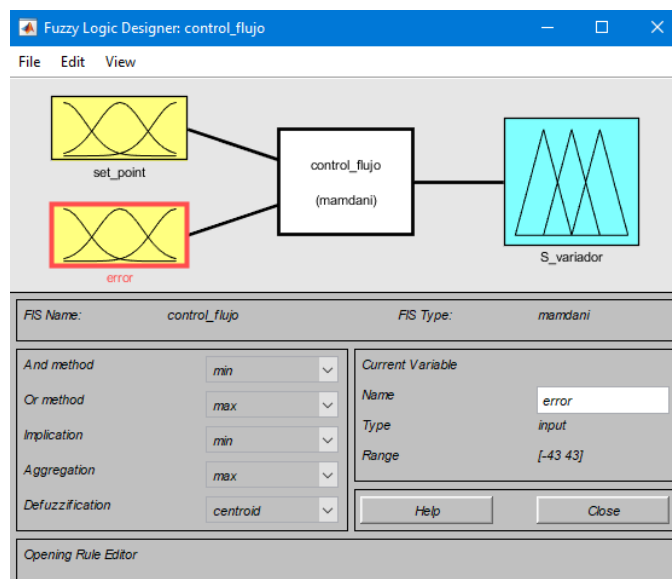 Fuzzy Logic Designer: control_flujo
File Edit View
set_point
control_flujo
(mamdani)
error
S_variador
FIS Name: control_flujo FIS Type: mamdani
And method min
Or method max
Implication min
Aggregation max
Defuzzification centroid
Current Variable
Name error
Type input
Range [-43 43]
Help Close
Opening Rule Editor